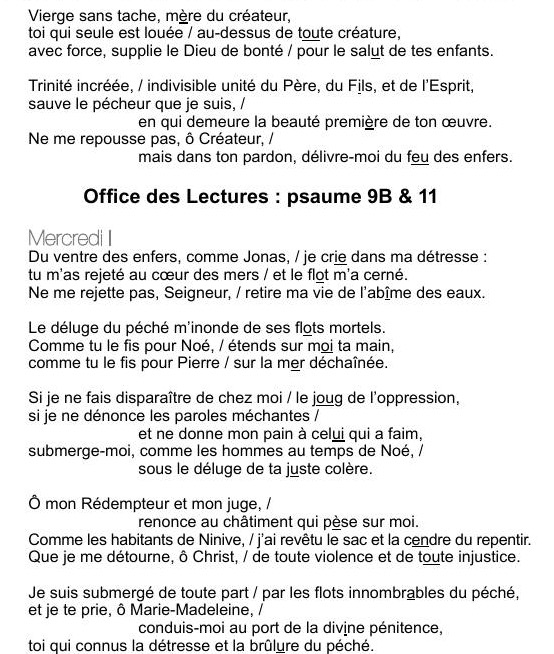 Vierge sans tache, mère du créateur,
toi qui seule est louée / au-dessus de toute créature,
avec force, supplie le Dieu de bonté / pour le salut de tes enfants.
Trinité incréée, / indivisible unité du Père, du Fils, et de l'Esprit,
sauve le pécheur que je suis, /
en qui demeure la beauté première de ton œuvre.
Ne me repousse pas, ô Créateur, /
mais dans ton pardon, délivre-moi du feu des enfers.
Office des Lectures : psaume 9B & 11
Mercredi I
Du ventre des enfers, comme Jonas, / je crie dans ma détresse :
tu m'as rejeté au cœur des mers / et le flot m'a cerné.
Ne me rejette pas, Seigneur, / retire ma vie de l'abîme des eaux.
Le déluge du péché m'inonde de ses flots mortels.
Comme tu le fis pour Noé, / étends sur moi ta main,
comme tu le fis pour Pierre / sur la mer déchaînée.
Si je ne fais disparaître de chez moi / le joug de l'oppression,
si je ne dénonce les paroles méchantes /
et ne donne mon pain à celui qui a faim,
submerge-moi, comme les hommes au temps de Noé, /
sous le déluge de ta juste colère.
Ô mon Rédempteur et mon juge, /
renonce au châtiment qui pèse sur moi.
Comme les habitants de Ninive, / j'ai revêtu le sac et la cendre du repentir.
Que je me détourne, ô Christ, / de toute violence et de toute injustice.
Je suis submergé de toute part / par les flots innombrables du péché,
et je te prie, ô Marie-Madeleine, /
conduis-moi au port de la divine pénitence,
toi qui connus la détresse et la brûlure du péché.